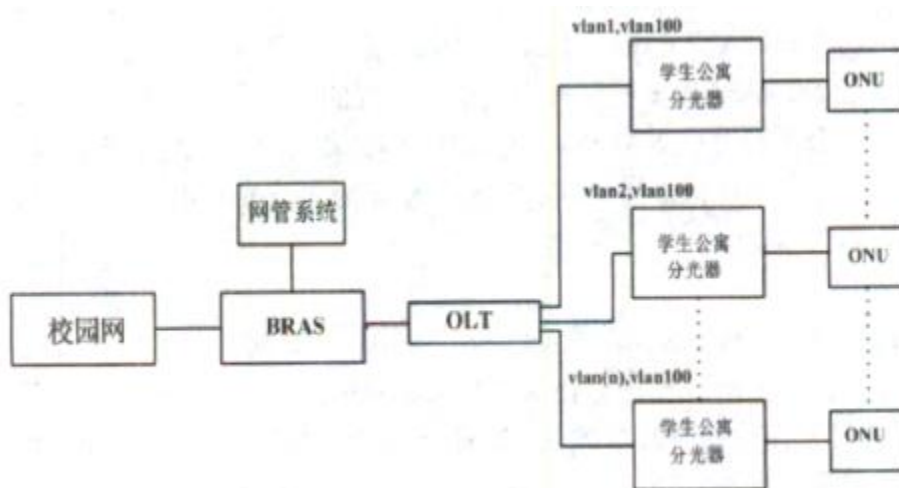 vlan1,vlan100
学生公寓
分光器
ONU
网管系统
vlan2,vlan100
学生公寓
分光器
ONU
校园网
BRAS
OLT
vlan(n),vlan100
学生公寓
分光器
ONU